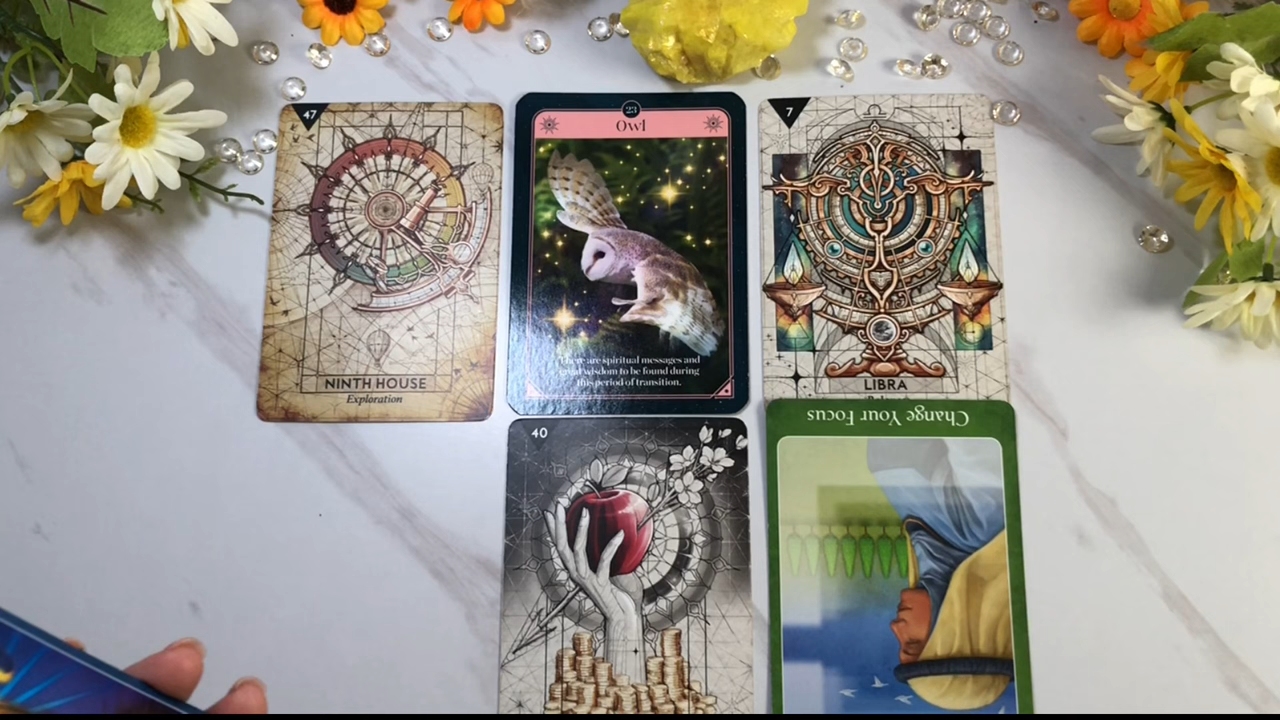 47
NINTH HOUSE
Exploration
23
Owl
There are spiritual messages and
great wisdom to be found during
this period of transition.
7
LIBRA
40
Change Your Focus